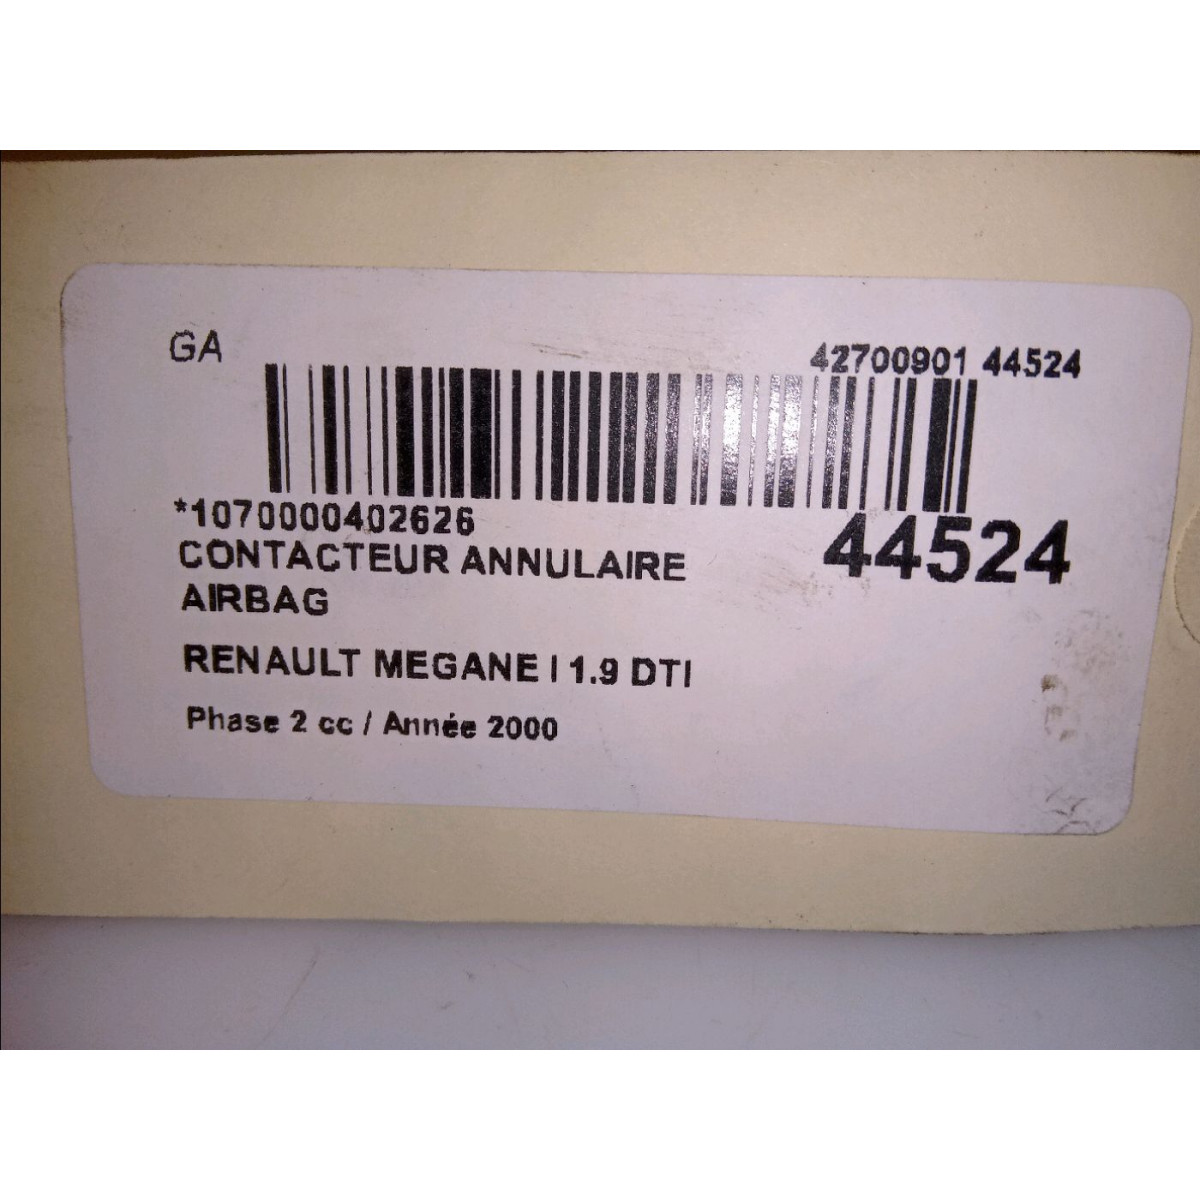 GA
42700901 44524
*1070000402626
44524
CONTACTEUR ANNULAIRE
AIRBAG
RENAULT MEGANE I 1.9 DTI
Phase 2 cc / Année 2000